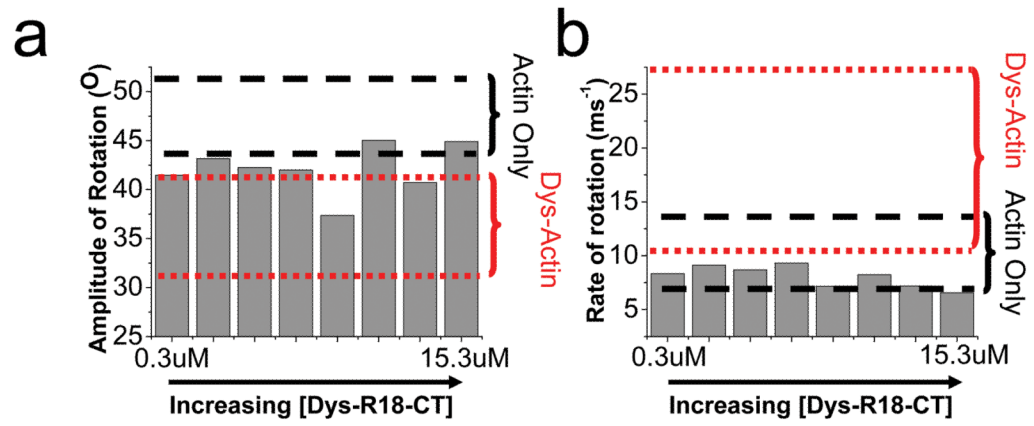 a
Amplitude of Rotation (O)
50
45
40
35
30
25
Actin Only
Dys-Actin
0.3uM
15.3uM
Increasing [Dys-R18-CT]
b
Rate of rotation (ms-1)
25
20
15
10
5
Dys-Actin
Actin Only
0.3uM
15.3uM
Increasing [Dys-R18-CT]